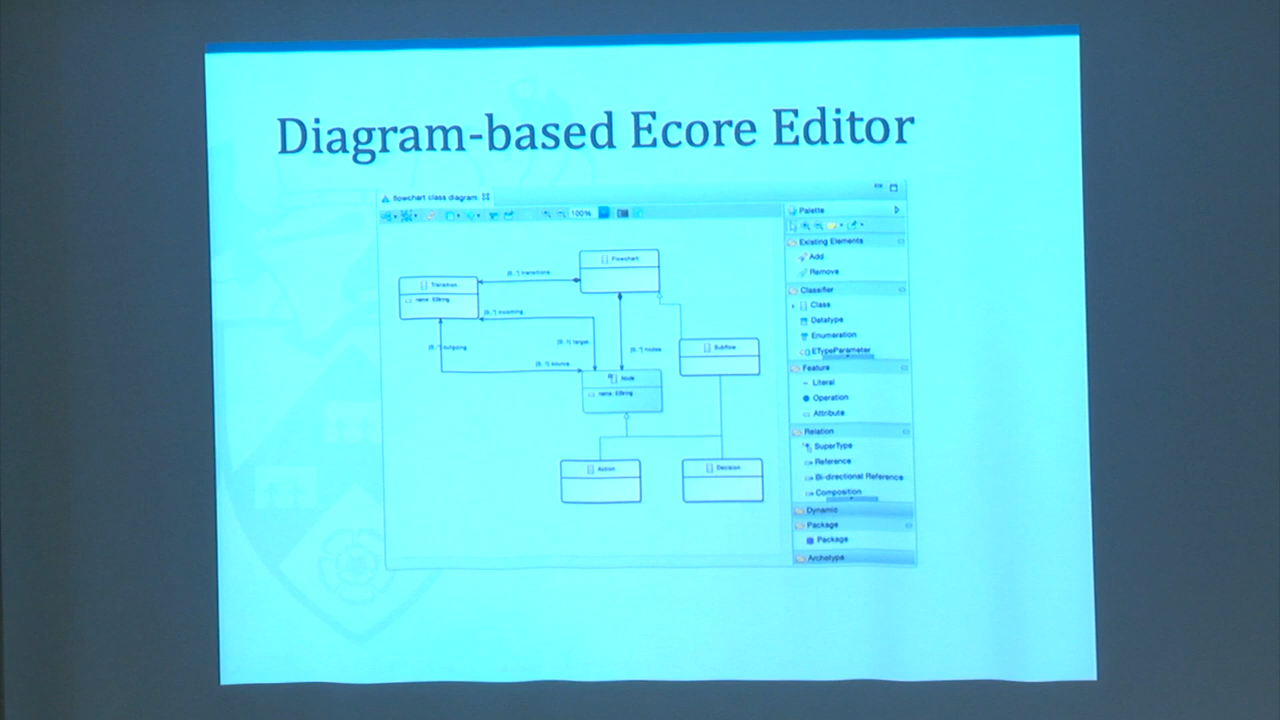 Diagram-based Ecore Editor
flowchart class diagram
100%
Palette
Existing Elements
Add
Remove
Classifier
Class
Datatype
Enumeration
ETypeParameter
Feature
Literal
Operation
Attribute
Relation
SuperType
Reference
Bi-directional Reference
Composition
Dynamic
Package
Package
Archetype
Flowchart
[0..*] transitions
Transition
name : EString
[0..*] incoming
[0..1] target
[0..*] nodes
[0..*] outgoing
[0..1] source
Subflow
Node
name : EString
Action
Decision